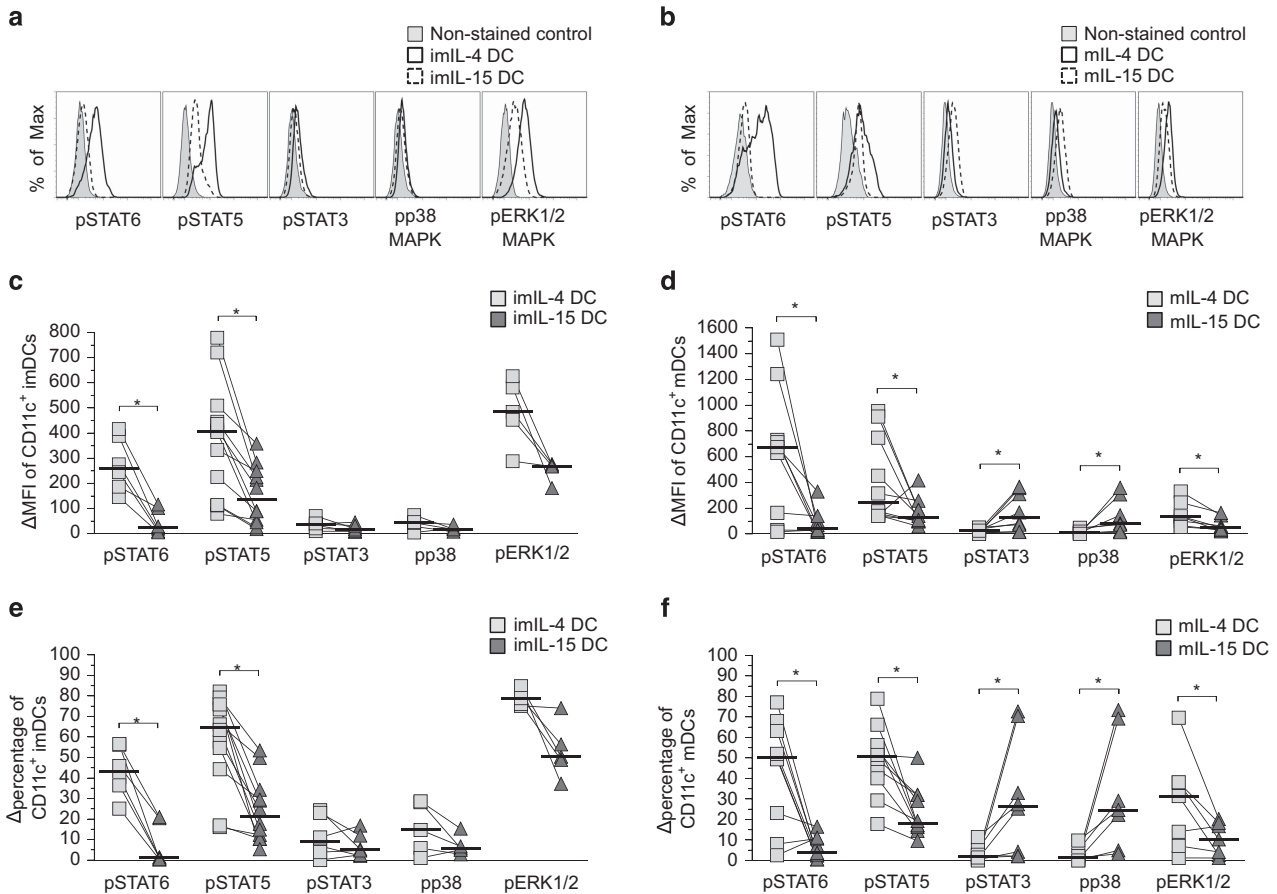 a
Non-stained control
imIL-4 DC
imIL-15 DC
% of Max
pSTAT6
pSTAT5
pSTAT3
pp38
MAPK
pERK1/2
MAPK
b
Non-stained control
mIL-4 DC
mIL-15 DC
% of Max
pSTAT6
pSTAT5
pSTAT3
pp38
MAPK
pERK1/2
MAPK
c
imIL-4 DC
imIL-15 DC
ΔMFI of CD11c+ imDCs
800
700
600
500
400
300
200
100
0
*
*
pSTAT6
pSTAT5
pSTAT3
pp38
pERK1/2
d
mIL-4 DC
mIL-15 DC
ΔMFI of CD11c+ mDCs
1600
1400
1200
1000
800
600
400
200
0
*
*
*
*
*
pSTAT6
pSTAT5
pSTAT3
pp38
pERK1/2
e
imIL-4 DC
imIL-15 DC
Δpercentage of
CD11c+ imDCs
100
90
80
70
60
50
40
30
20
10
0
*
*
pSTAT6
pSTAT5
pSTAT3
pp38
pERK1/2
f
mIL-4 DC
mIL-15 DC
Δpercentage of
CD11c+ mDCs
100
90
80
70
60
50
40
30
20
10
0
*
*
*
*
*
pSTAT6
pSTAT5
pSTAT3
pp38
pERK1/2